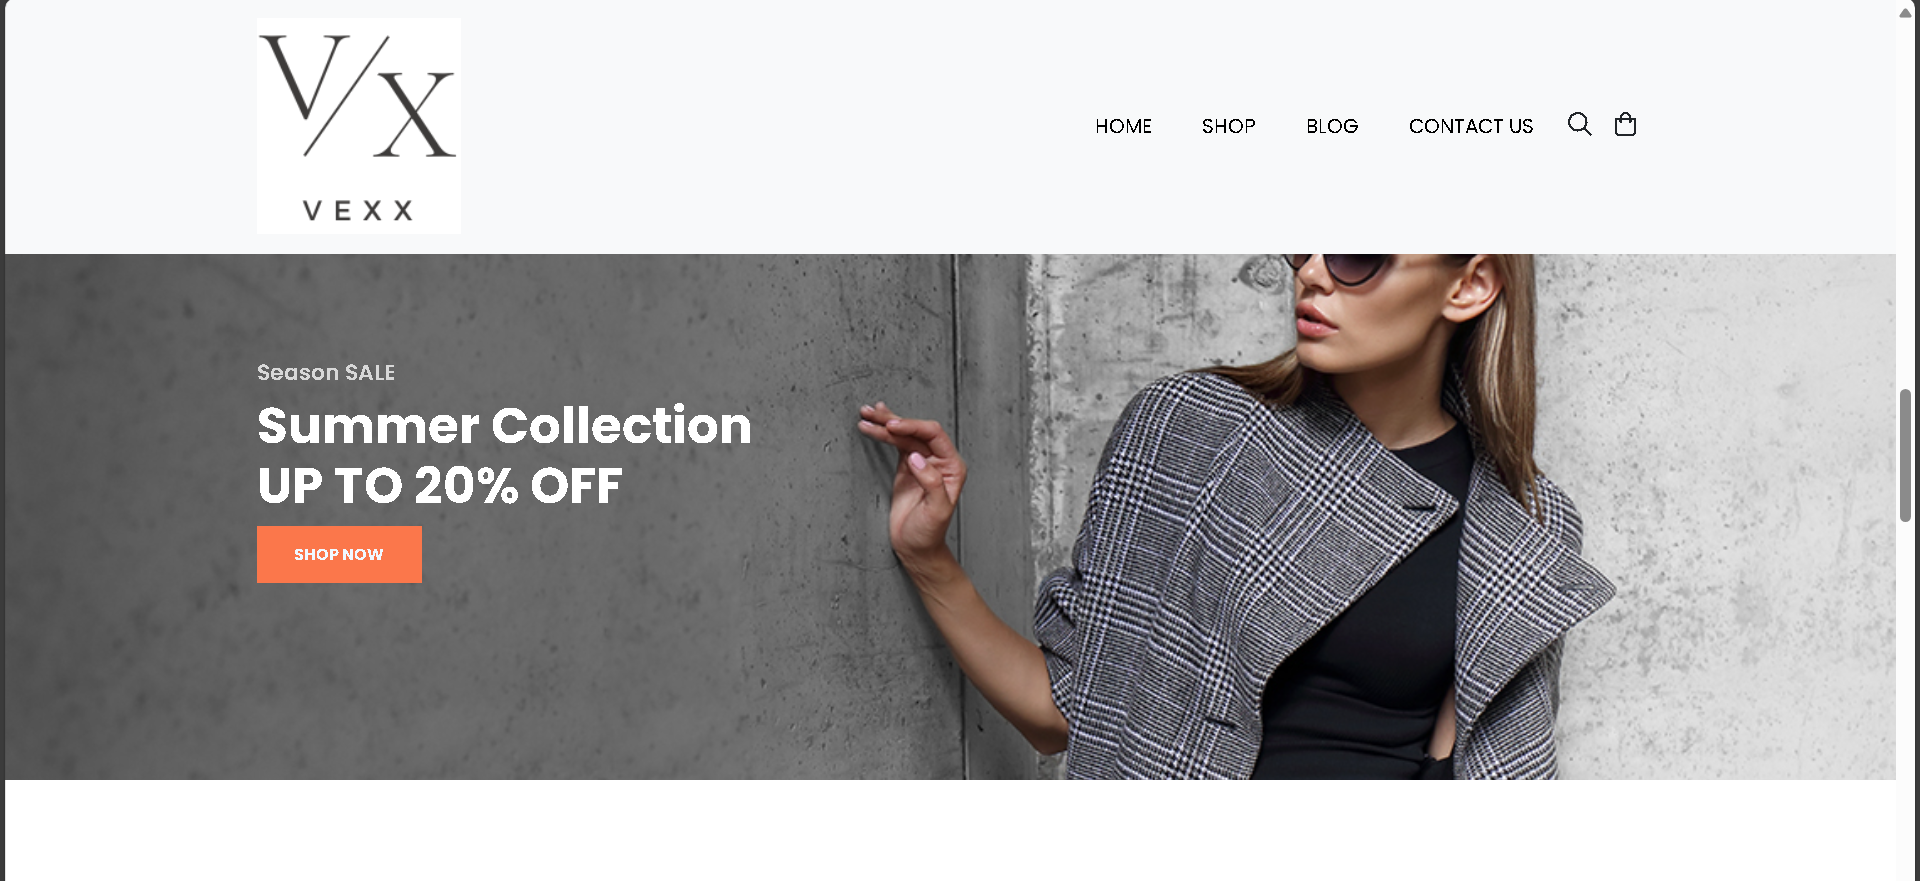 V/X
VEXX
HOME SHOP BLOG CONTACT US
Season SALE
Summer Collection
UP TO 20% OFF
SHOP NOW